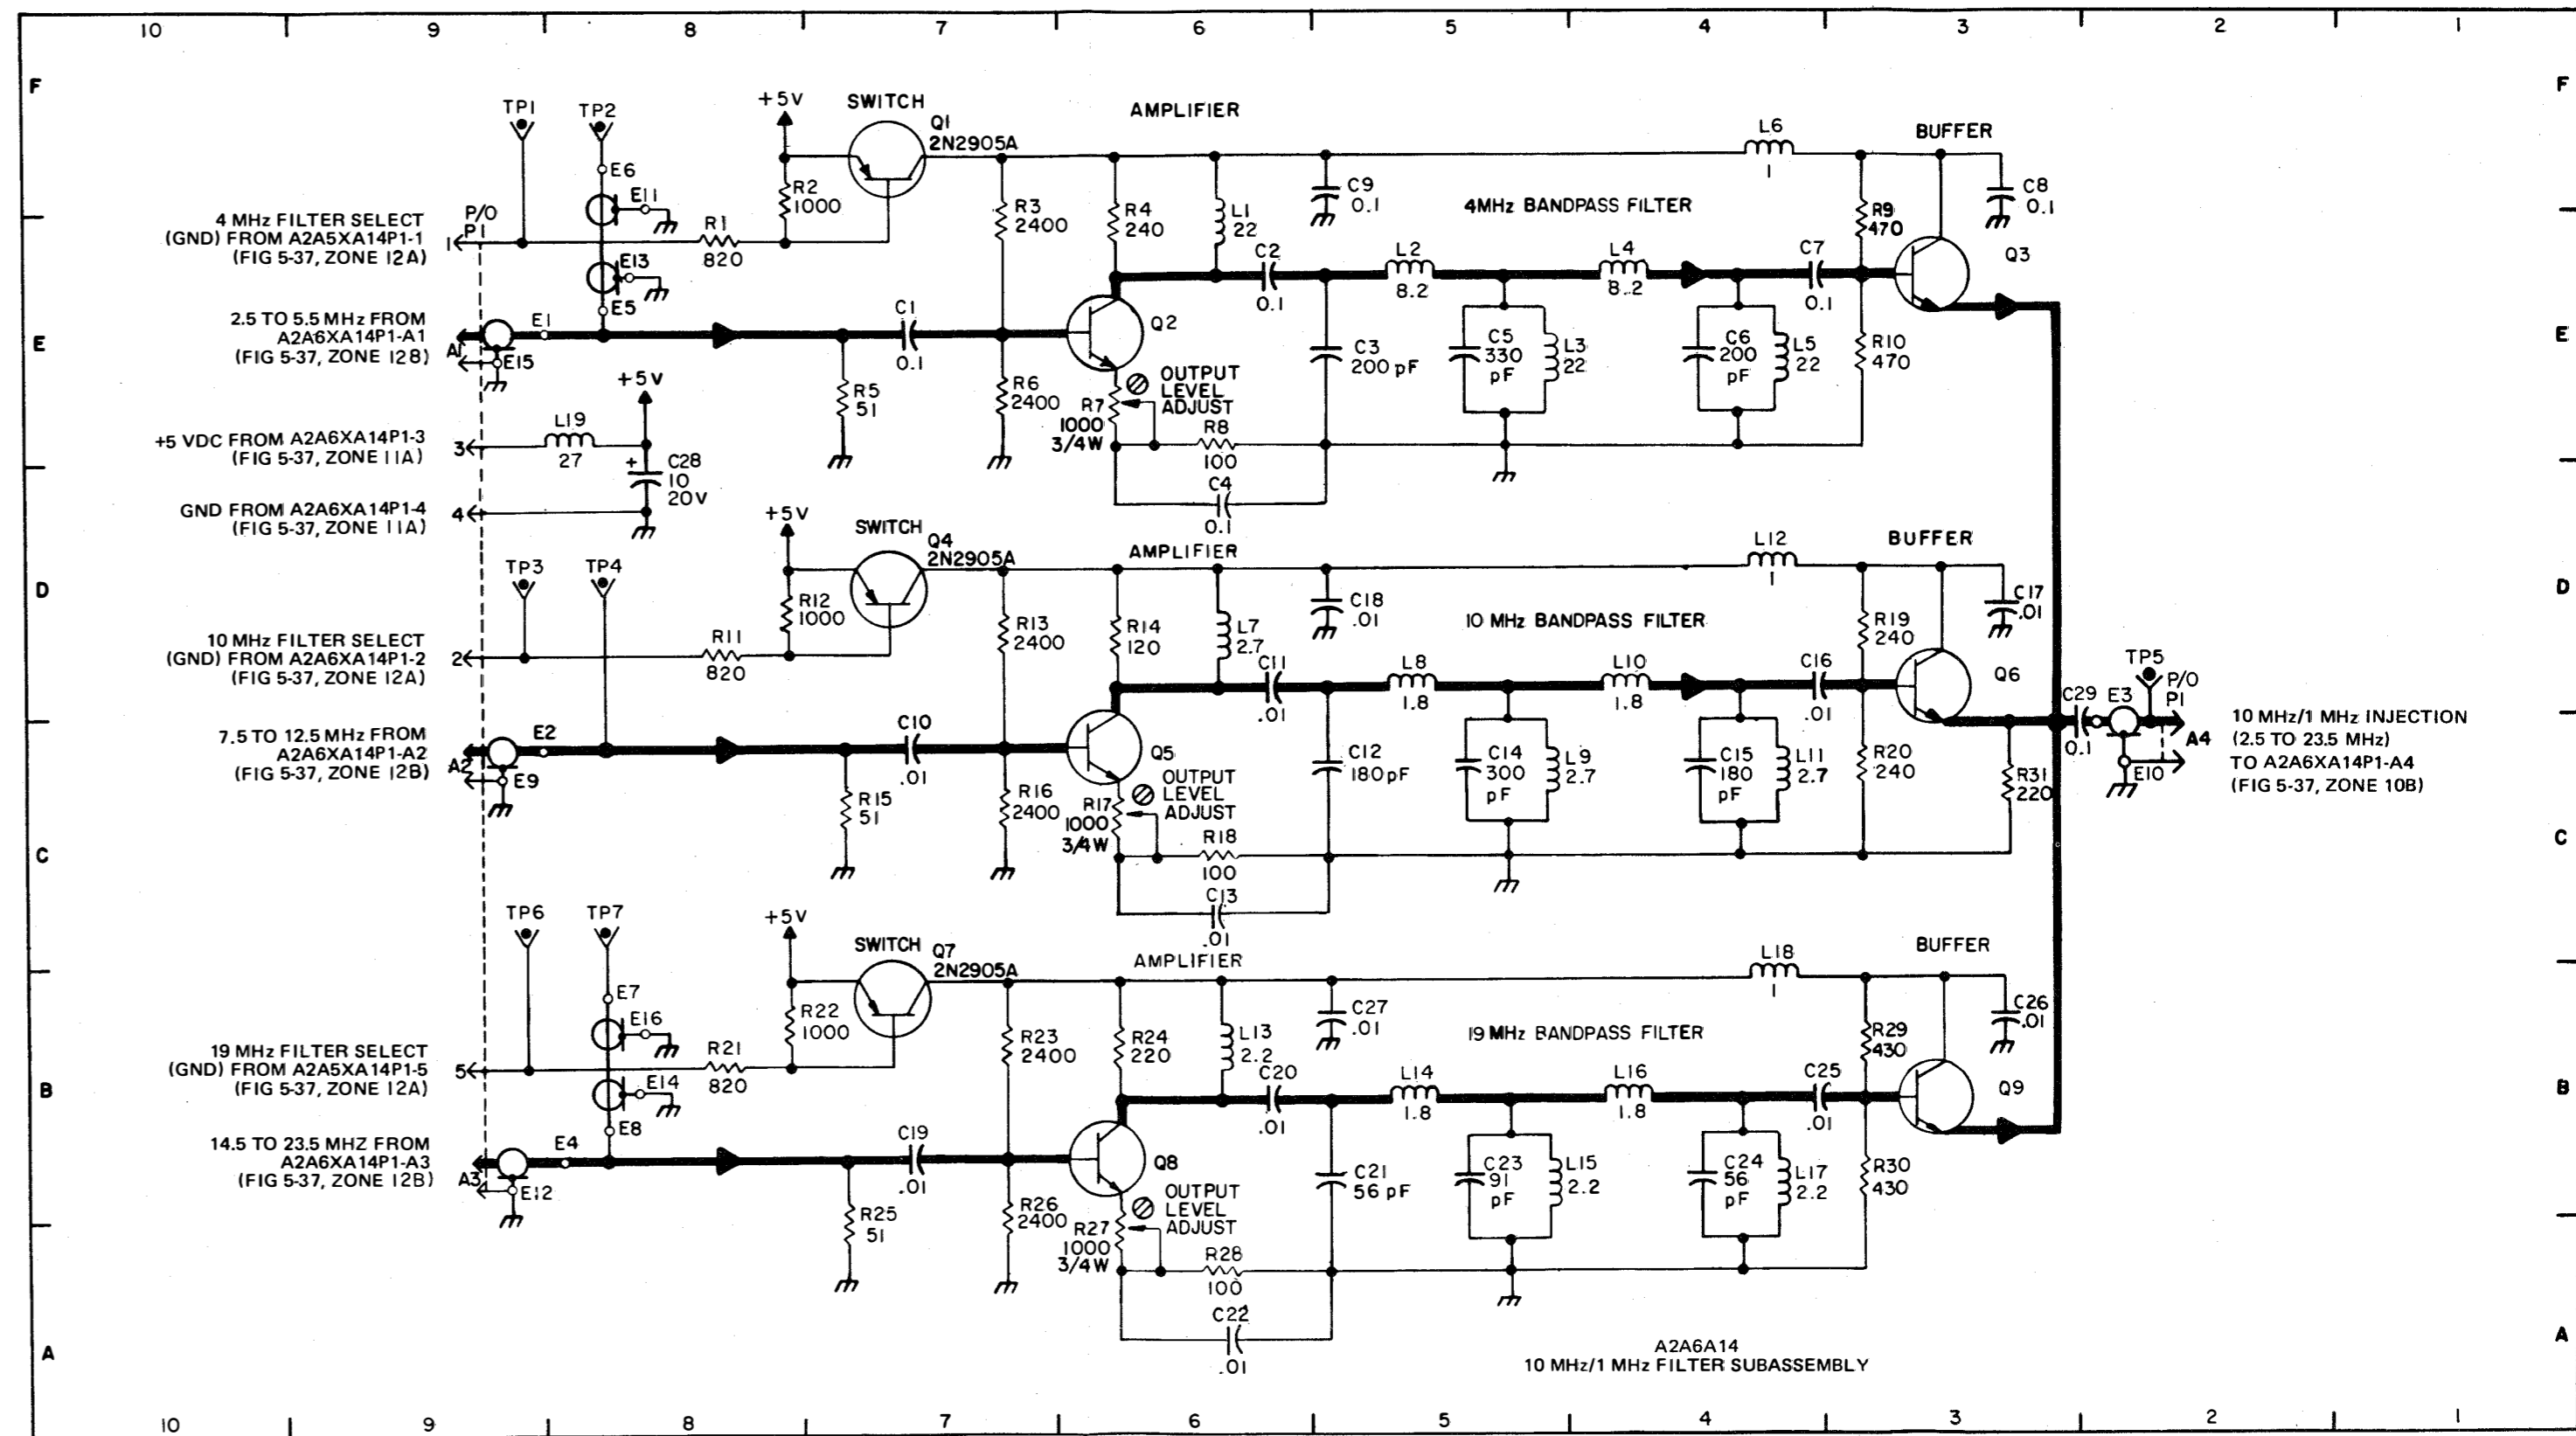 10 9 8 7 6 5 4 3 2 1
F
F
TP1
TP2
+5V
SWITCH
Q1
2N2905A
AMPLIFIER
L6
1
BUFFER
E6
E11
R2
1000
R3
2400
R4
240
L1
22
C9
0.1
4MHz BANDPASS FILTER
R9
470
C8
0.1
4 MHz FILTER SELECT
(GND) FROM A2A5XA14P1-1
(FIG 5-37, ZONE 12A)
P/O
P1
1
R1
820
E13
E5
C2
0.1
L2
8.2
L4
8.2
C7
0.1
Q3
2.5 TO 5.5 MHz FROM
A2A6XA14P1-A1
(FIG 5-37, ZONE 12B)
A1
E1
E15
C1
0.1
Q2
E
E
R5
51
R6
2400
R7
1000
3/4W
OUTPUT
LEVEL
ADJUST
C3
200 pF
C5
330
pF
L3
22
C6
200
pF
L5
22
R10
470
+5V
L19
27
+5 VDC FROM A2A6XA14P1-3
(FIG 5-37, ZONE 11A)
3
+
C28
10
20V
R8
100
C4
0.1
GND FROM A2A6XA14P1-4
(FIG 5-37, ZONE 11A)
4
+5V
SWITCH
Q4
2N2905A
AMPLIFIER
L12
1
BUFFER
TP3
TP4
D
D
R12
1000
R13
2400
R14
120
L7
2.7
C18
.01
10 MHz BANDPASS FILTER
R19
240
C17
.01
10 MHz FILTER SELECT
(GND) FROM A2A6XA14P1-2
(FIG 5-37, ZONE 12A)
2
R11
820
C11
.01
L8
1.8
L10
1.8
C16
.01
Q6
TP5
P/O
P1
C29
0.1
E3
A4
E10
10 MHz/1 MHz INJECTION
(2.5 TO 23.5 MHz)
TO A2A6XA14P1-A4
(FIG 5-37, ZONE 10B)
7.5 TO 12.5 MHz FROM
A2A6XA14P1-A2
(FIG 5-37, ZONE 12B)
A2
E2
E9
C10
.01
Q5
R15
51
R16
2400
R17
1000
3/4W
OUTPUT
LEVEL
ADJUST
C12
180pF
C14
300
pF
L9
2.7
C15
180
pF
L11
2.7
R20
240
R31
220
C
C
R18
100
C13
.01
TP6
TP7
+5V
SWITCH
Q7
2N2905A
AMPLIFIER
L18
1
BUFFER
E7
E16
R22
1000
R23
2400
R24
220
L13
2.2
C27
.01
19 MHz BANDPASS FILTER
R29
430
C26
.01
19 MHz FILTER SELECT
(GND) FROM A2A5XA14P1-5
(FIG 5-37, ZONE 12A)
5
R21
820
E14
E8
C20
.01
L14
1.8
L16
1.8
C25
.01
Q9
B
B
14.5 TO 23.5 MHZ FROM
A2A6XA14P1-A3
(FIG 5-37, ZONE 12B)
A3
E4
E12
C19
.01
Q8
R25
51
R26
2400
R27
1000
3/4W
OUTPUT
LEVEL
ADJUST
C21
56 pF
C23
91
pF
L15
2.2
C24
56
pF
L17
2.2
R30
430
R28
100
C22
.01
A
A
A2A6A14
10 MHz/1 MHz FILTER SUBASSEMBLY
10 9 8 7 6 5 4 3 2 1